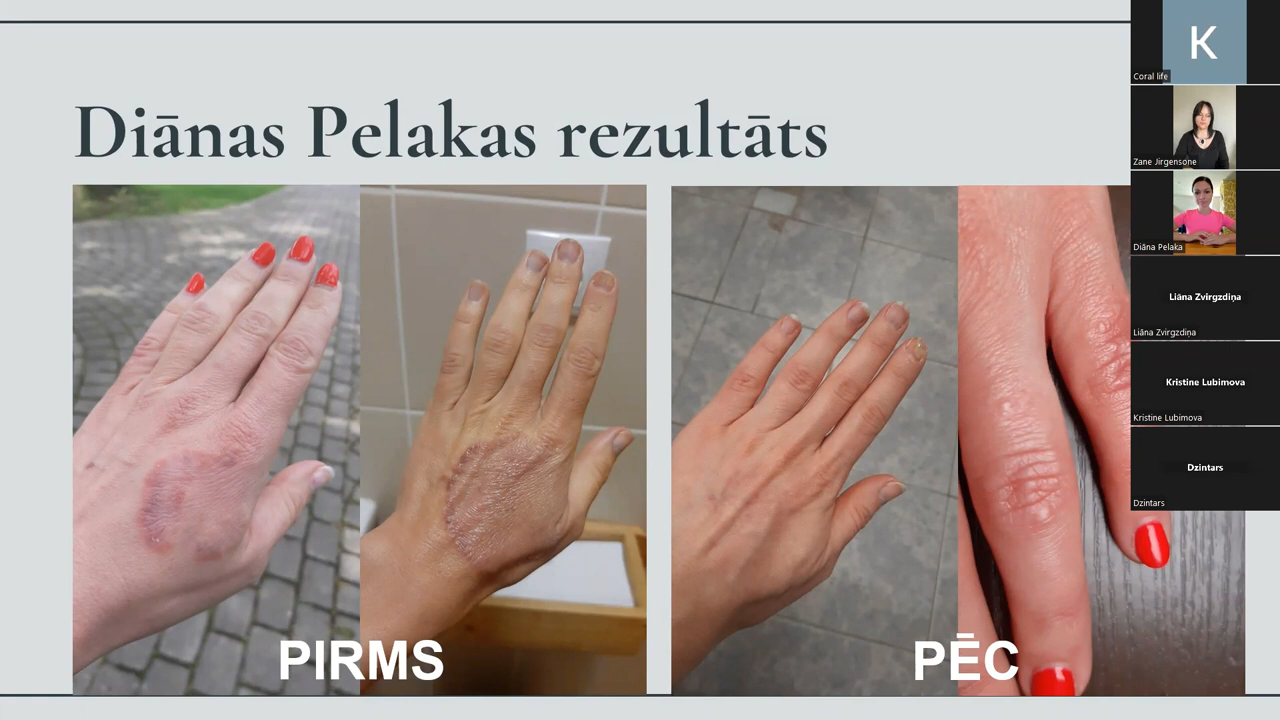 Diānas Pelakas rezultāts
PIRMS
PĒC
K
Coral life
Zane Jirgensone
Diāna Pelaka
Liāna Zvirgzdiņa
Liāna Zvirgzdiņa
Kristine Lubimova
Kristine Lubimova
Dzintars
Dzintars